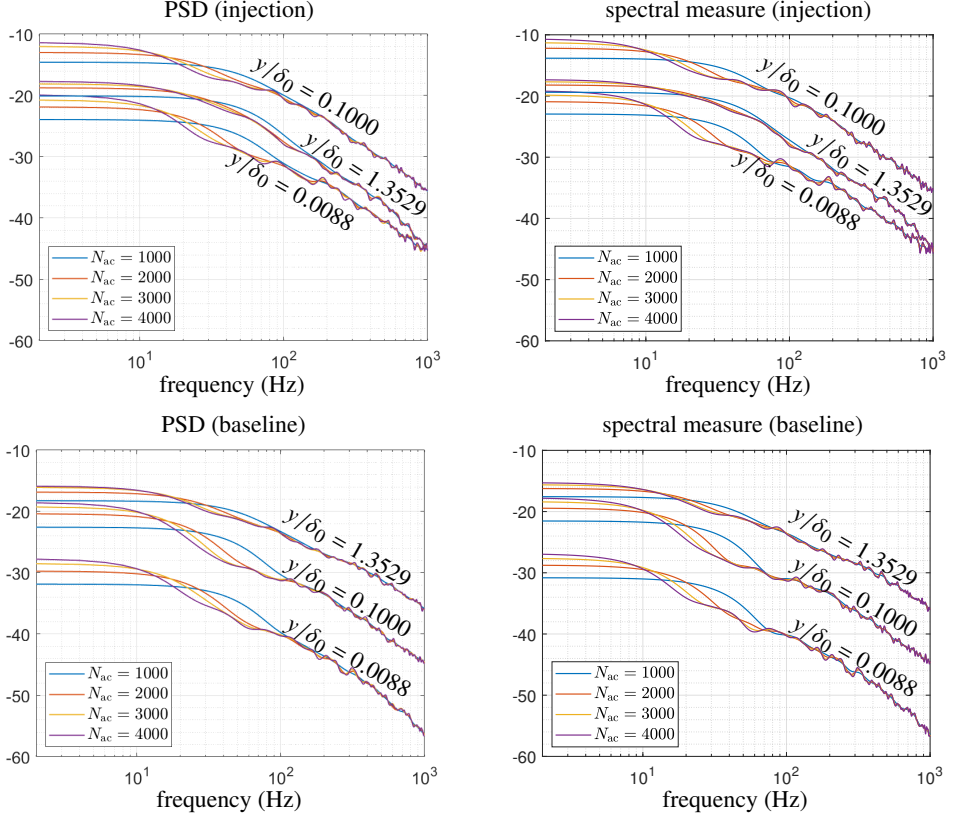 PSD (injection)
-10
-20
-30
-40
-50
-60
y/δ0 = 0.1000
y/δ0 = 1.3529
y/δ0 = 0.0088
Nac = 1000
Nac = 2000
Nac = 3000
Nac = 4000
10^1
10^2
10^3
frequency (Hz)
spectral measure (injection)
-10
-20
-30
-40
-50
-60
y/δ0 = 0.1000
y/δ0 = 1.3529
y/δ0 = 0.0088
Nac = 1000
Nac = 2000
Nac = 3000
Nac = 4000
10^1
10^2
10^3
frequency (Hz)
PSD (baseline)
-10
-20
-30
-40
-50
-60
y/δ0 = 1.3529
y/δ0 = 0.1000
y/δ0 = 0.0088
Nac = 1000
Nac = 2000
Nac = 3000
Nac = 4000
10^1
10^2
10^3
frequency (Hz)
spectral measure (baseline)
-10
-20
-30
-40
-50
-60
y/δ0 = 1.3529
y/δ0 = 0.1000
y/δ0 = 0.0088
Nac = 1000
Nac = 2000
Nac = 3000
Nac = 4000
10^1
10^2
10^3
frequency (Hz)